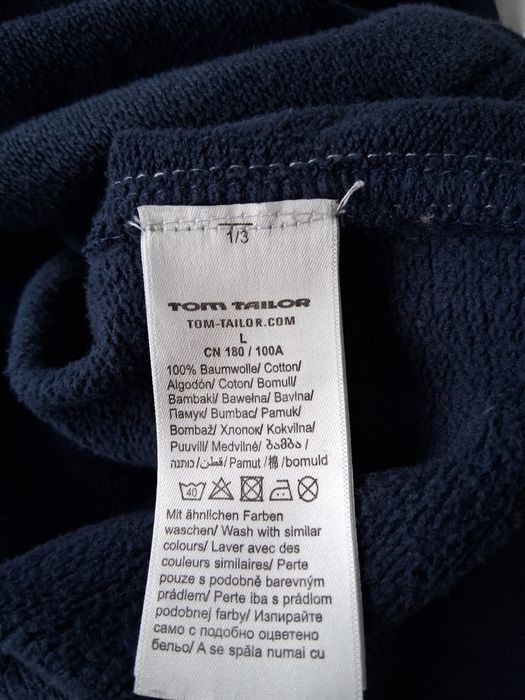 1/3
TOM TAILOR
TOM-TAILOR.COM
L
CN 180 / 100A
100% Baumwolle/ Cotton/
Algodón/ Coton/ Bomull/
Bambaki/ Bawełna/ Bavlna/
Памук/ Bumbac/ Pamuk/
Bombaž/ Хлопок/ Kokvilna/
Puuvill/ Medvilnė/ ბამბა /
כותנה /قطن/ Pamut /棉/bomuld
40
Mit ähnlichen Farben
waschen/ Wash with similar
colours/ Laver avec des
couleurs similaires/ Perte
pouze s podobně barevným
prádlem/ Perte iba s prádlom
podobnej farby/ Изпирайте
само с подобно оцветено
бельо/ A se spăla numai cu